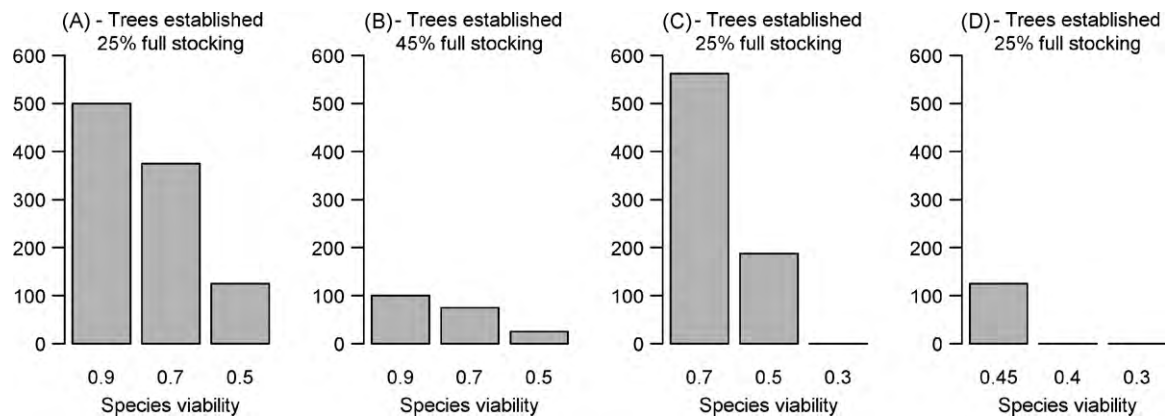 (A) - Trees established
25% full stocking
600
500
400
300
200
100
0
0.9 0.7 0.5
Species viability
(B) - Trees established
45% full stocking
600
500
400
300
200
100
0
0.9 0.7 0.5
Species viability
(C) - Trees established
25% full stocking
600
500
400
300
200
100
0
0.7 0.5 0.3
Species viability
(D) - Trees established
25% full stocking
600
500
400
300
200
100
0
0.45 0.4 0.3
Species viability